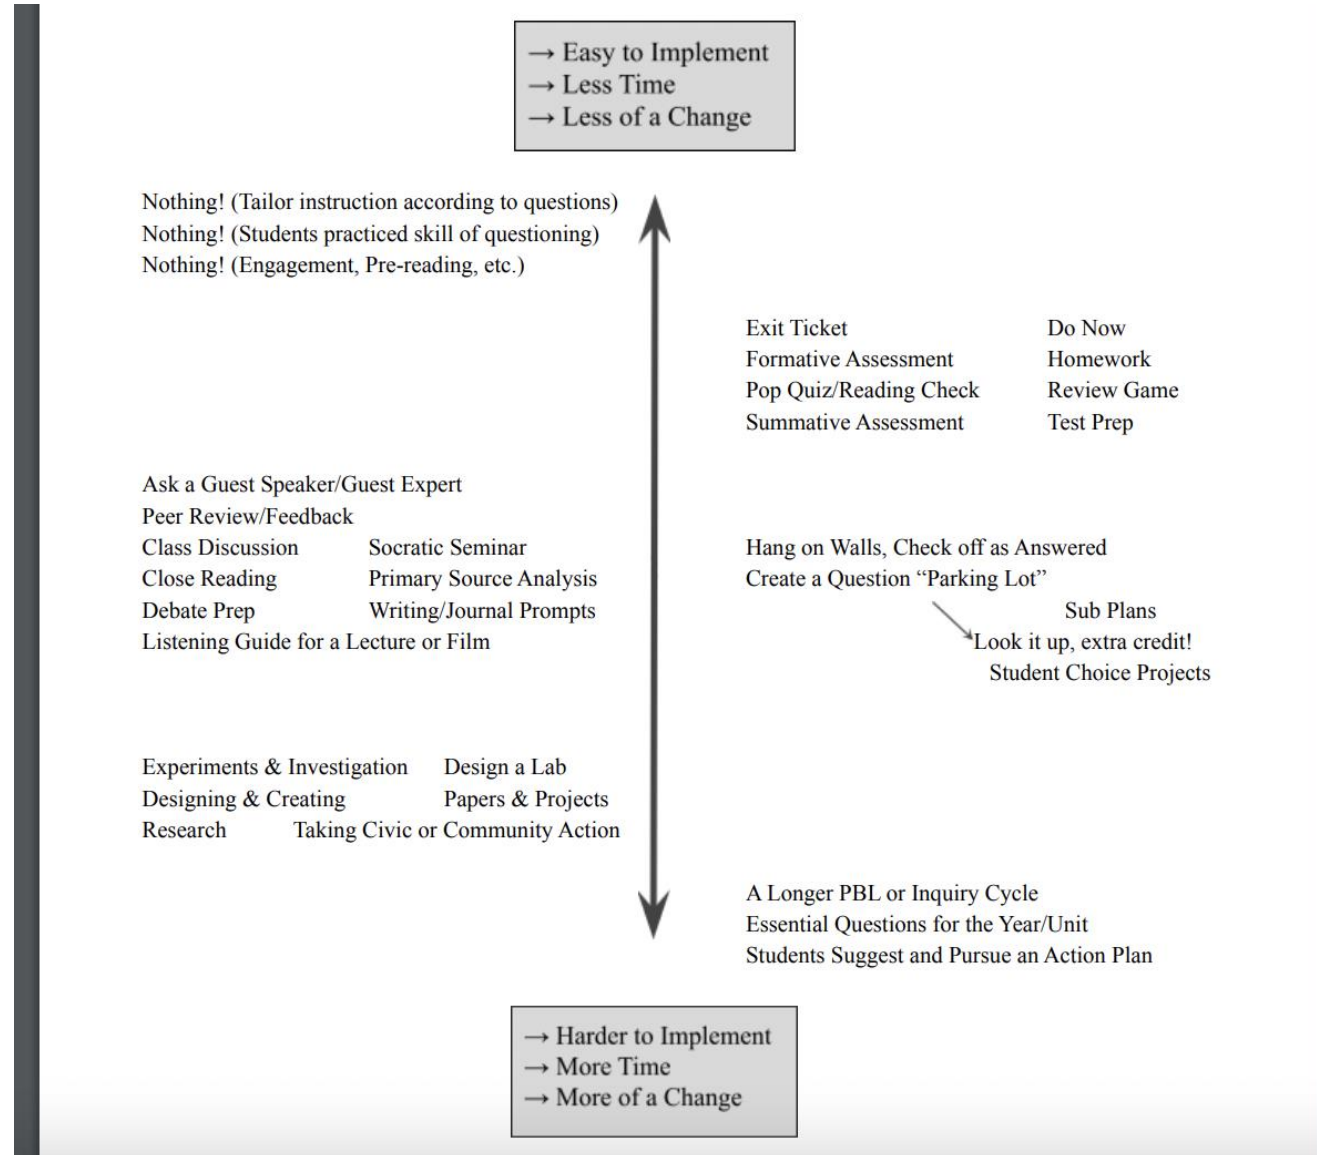 → Easy to Implement
→ Less Time
→ Less of a Change
Nothing! (Tailor instruction according to questions)
Nothing! (Students practiced skill of questioning)
Nothing! (Engagement, Pre-reading, etc.)
Exit Ticket Do Now
Formative Assessment Homework
Pop Quiz/Reading Check Review Game
Summative Assessment Test Prep
Ask a Guest Speaker/Guest Expert
Peer Review/Feedback
Class Discussion Socratic Seminar
Close Reading Primary Source Analysis
Debate Prep Writing/Journal Prompts
Listening Guide for a Lecture or Film
Hang on Walls, Check off as Answered
Create a Question “Parking Lot”
Sub Plans
Look it up, extra credit!
Student Choice Projects
Experiments & Investigation Design a Lab
Designing & Creating Papers & Projects
Research Taking Civic or Community Action
A Longer PBL or Inquiry Cycle
Essential Questions for the Year/Unit
Students Suggest and Pursue an Action Plan
→ Harder to Implement
→ More Time
→ More of a Change